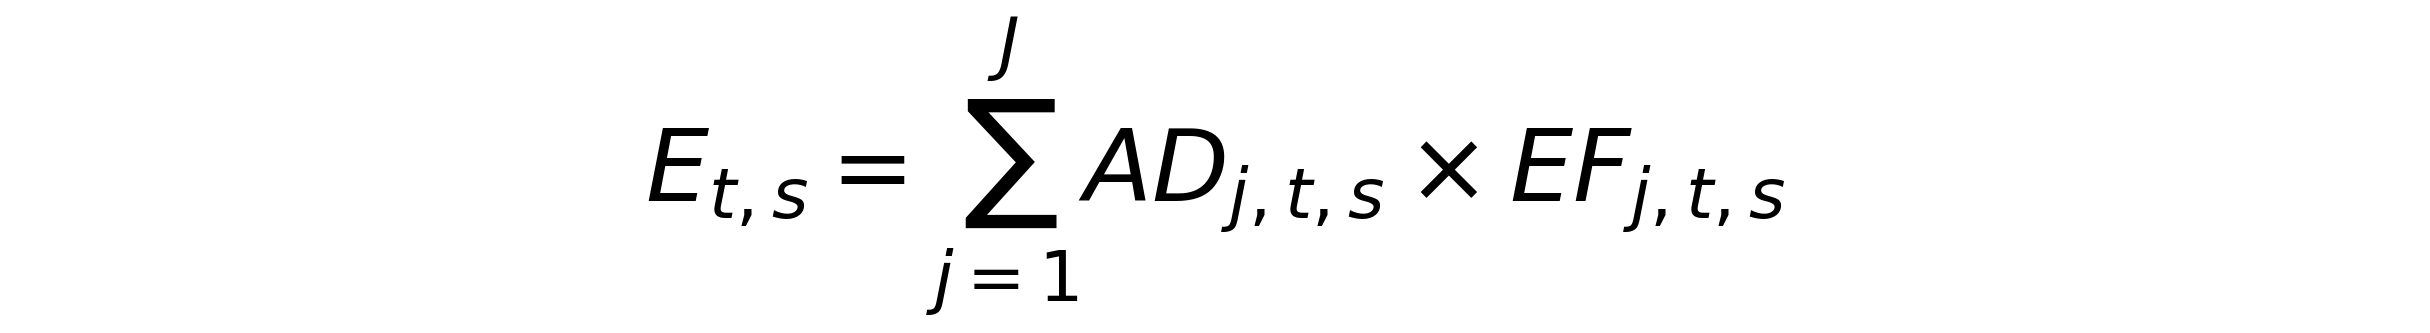 E_{t,s} = \sum_{j=1}^{J} AD_{j,t,s} \times EF_{j,t,s}